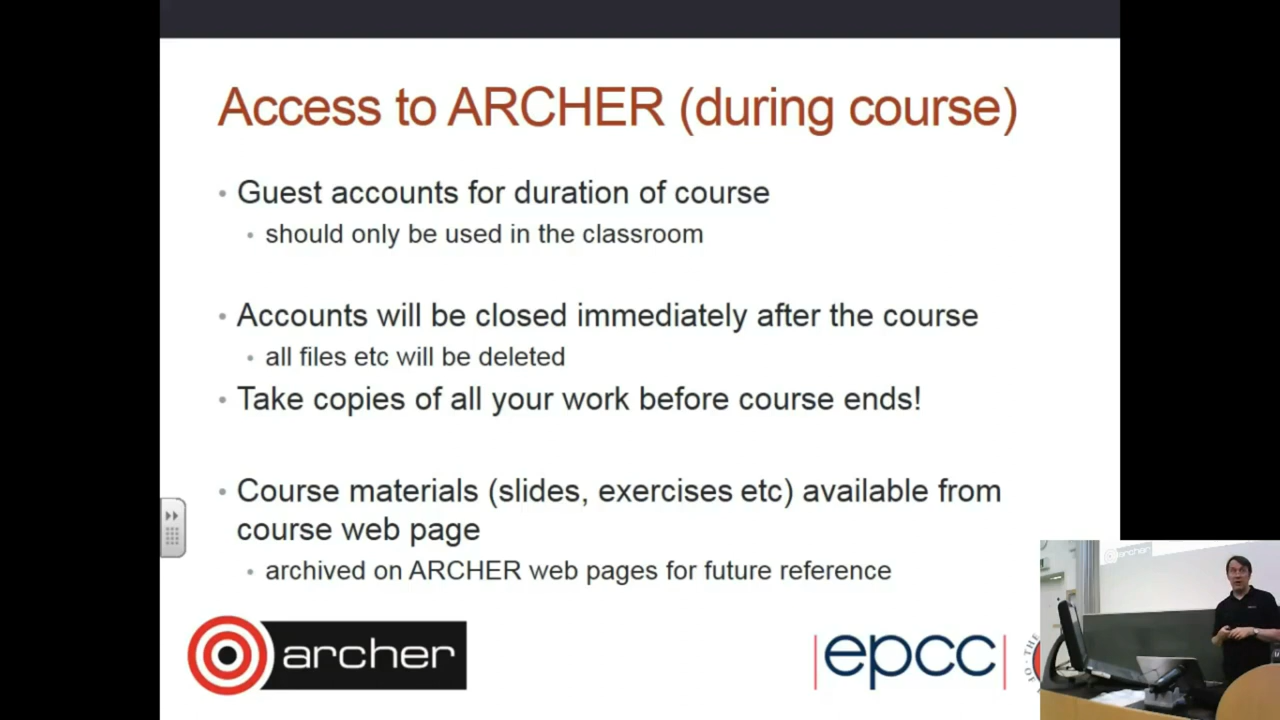 Access to ARCHER (during course)
• Guest accounts for duration of course
• should only be used in the classroom
• Accounts will be closed immediately after the course
• all files etc will be deleted
• Take copies of all your work before course ends!
• Course materials (slides, exercises etc) available from
course web page
• archived on ARCHER web pages for future reference
archer
epcc
archer